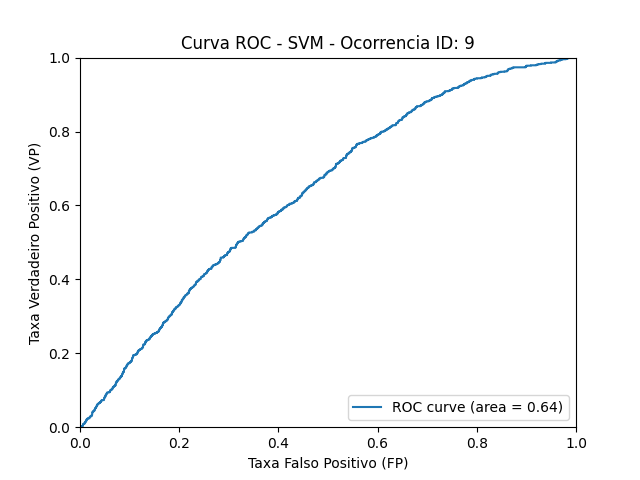 Curva ROC - SVM - Ocorrencia ID: 9
1.0
0.8
0.6
0.4
0.2
0.0
Taxa Verdadeiro Positivo (VP)
ROC curve (area = 0.64)
0.0 0.2 0.4 0.6 0.8 1.0
Taxa Falso Positivo (FP)